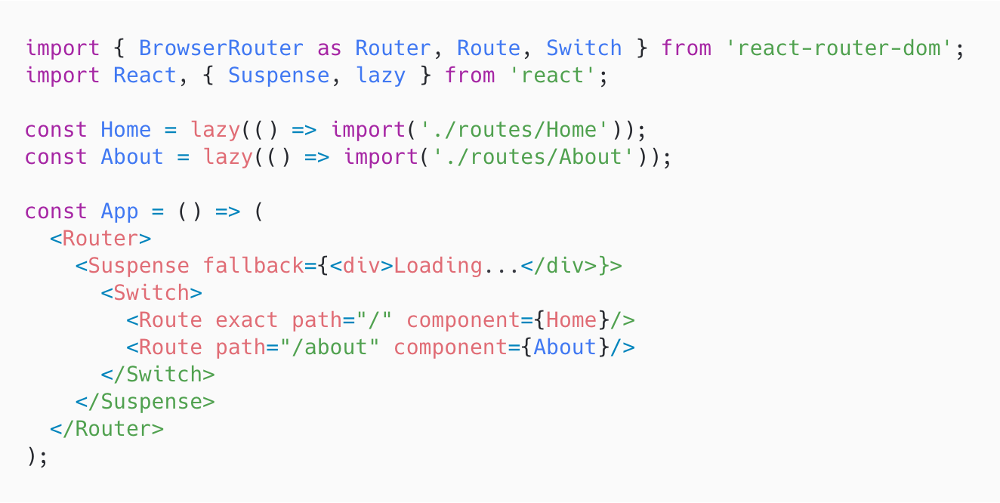 import { BrowserRouter as Router, Route, Switch } from 'react-router-dom';
import React, { Suspense, lazy } from 'react';

const Home = lazy(() => import('./routes/Home'));
const About = lazy(() => import('./routes/About'));

const App = () => (
  <Router>
    <Suspense fallback={<div>Loading...</div>}>
      <Switch>
        <Route exact path="/" component={Home}/>
        <Route path="/about" component={About}/>
      </Switch>
    </Suspense>
  </Router>
);